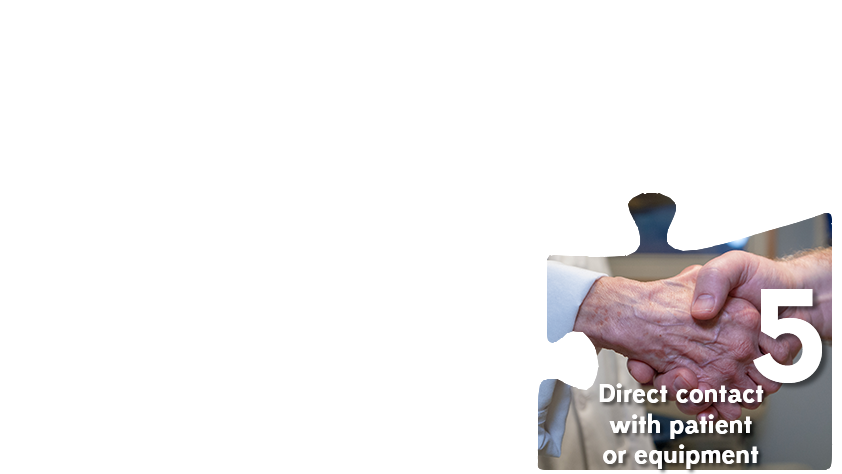 5
Direct contact
with patient
or equipment